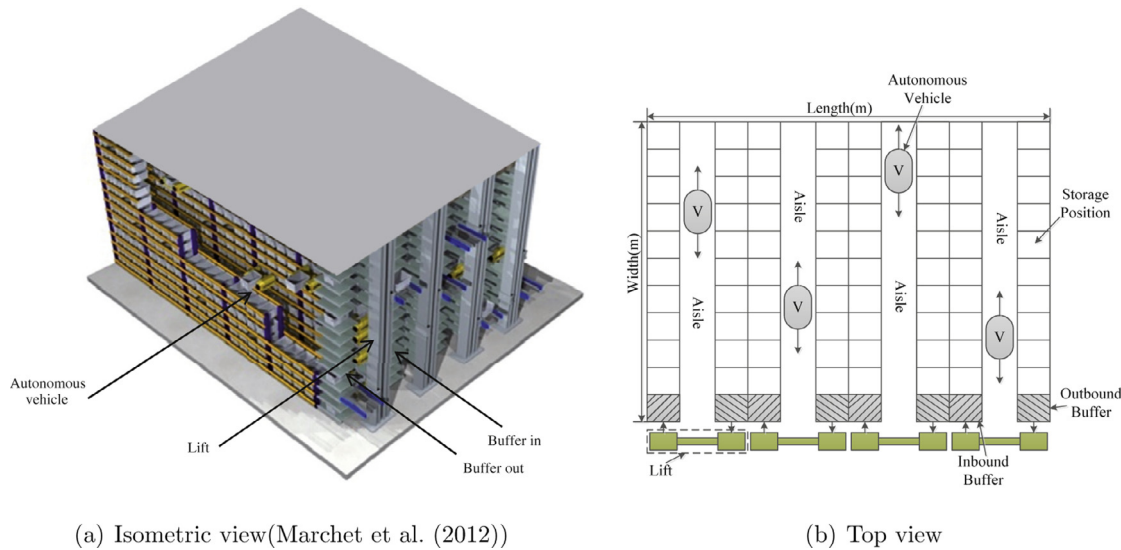 Autonomous
vehicle
Lift
Buffer in
Buffer out
(a) Isometric view(Marchet et al. (2012))
Autonomous
Vehicle
Length(m)
Width(m)
V
V
V
V
Aisle
Aisle
Aisle
Aisle
Storage
Position
Outbound
Buffer
Inbound
Buffer
Lift
(b) Top view